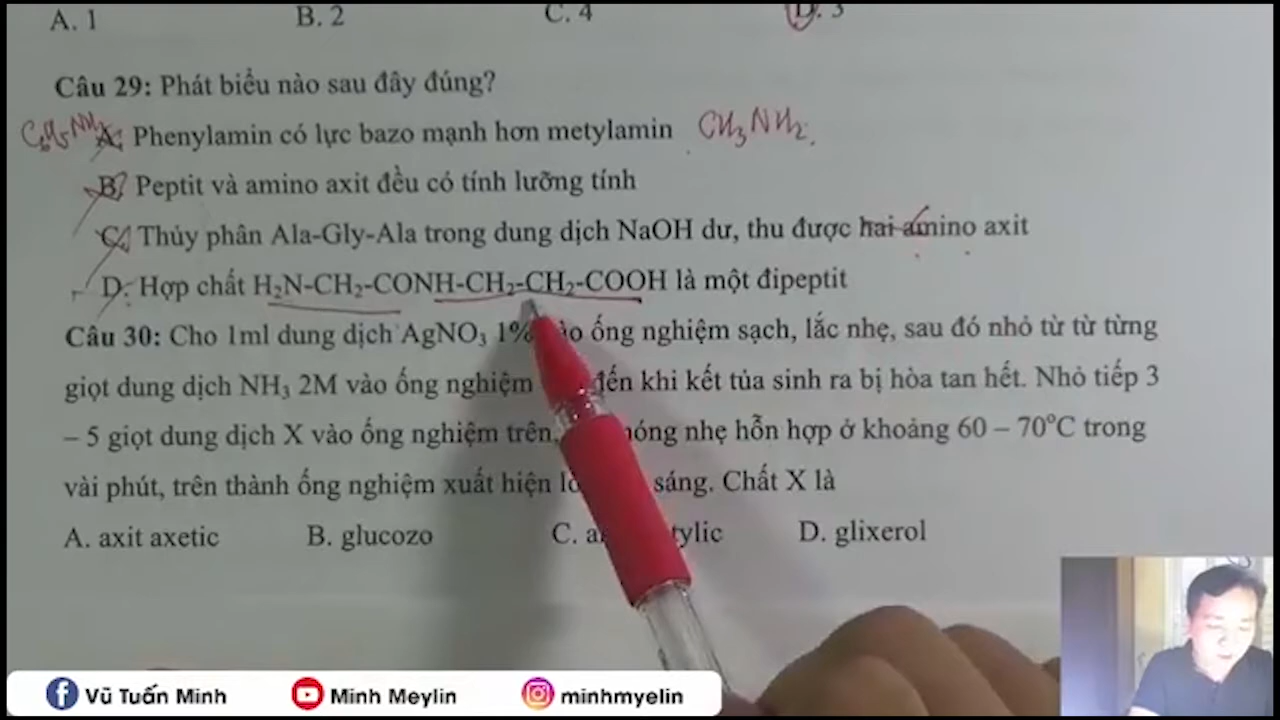 A. 1 B. 2 C. 4 D. 3
Câu 29: Phát biểu nào sau đây đúng?
C₆H₅NH₂ A. Phenylamin có lực bazo mạnh hơn metylamin CH₃NH₂
B. Peptit và amino axit đều có tính lưỡng tính
C. Thủy phân Ala-Gly-Ala trong dung dịch NaOH dư, thu được hai amino axit
D. Hợp chất H₂N-CH₂-CONH-CH₂-CH₂-COOH là một đipeptit
Câu 30: Cho 1ml dung dịch AgNO₃ 1% ống nghiệm sạch, lắc nhẹ, sau đó nhỏ từ từ từng
giọt dung dịch NH₃ 2M vào ống nghiệm đến khi kết tủa sinh ra bị hòa tan hết. Nhỏ tiếp 3
– 5 giọt dung dịch X vào ống nghiệm trên, nhẹ hỗn hợp ở khoảng 60 – 70°C trong
vài phút, trên thành ống nghiệm xuất hiện sáng. Chất X là
A. axit axetic B. glucozo C. D. glixerol
Vũ Tuấn Minh Minh Meylin minhmyelin